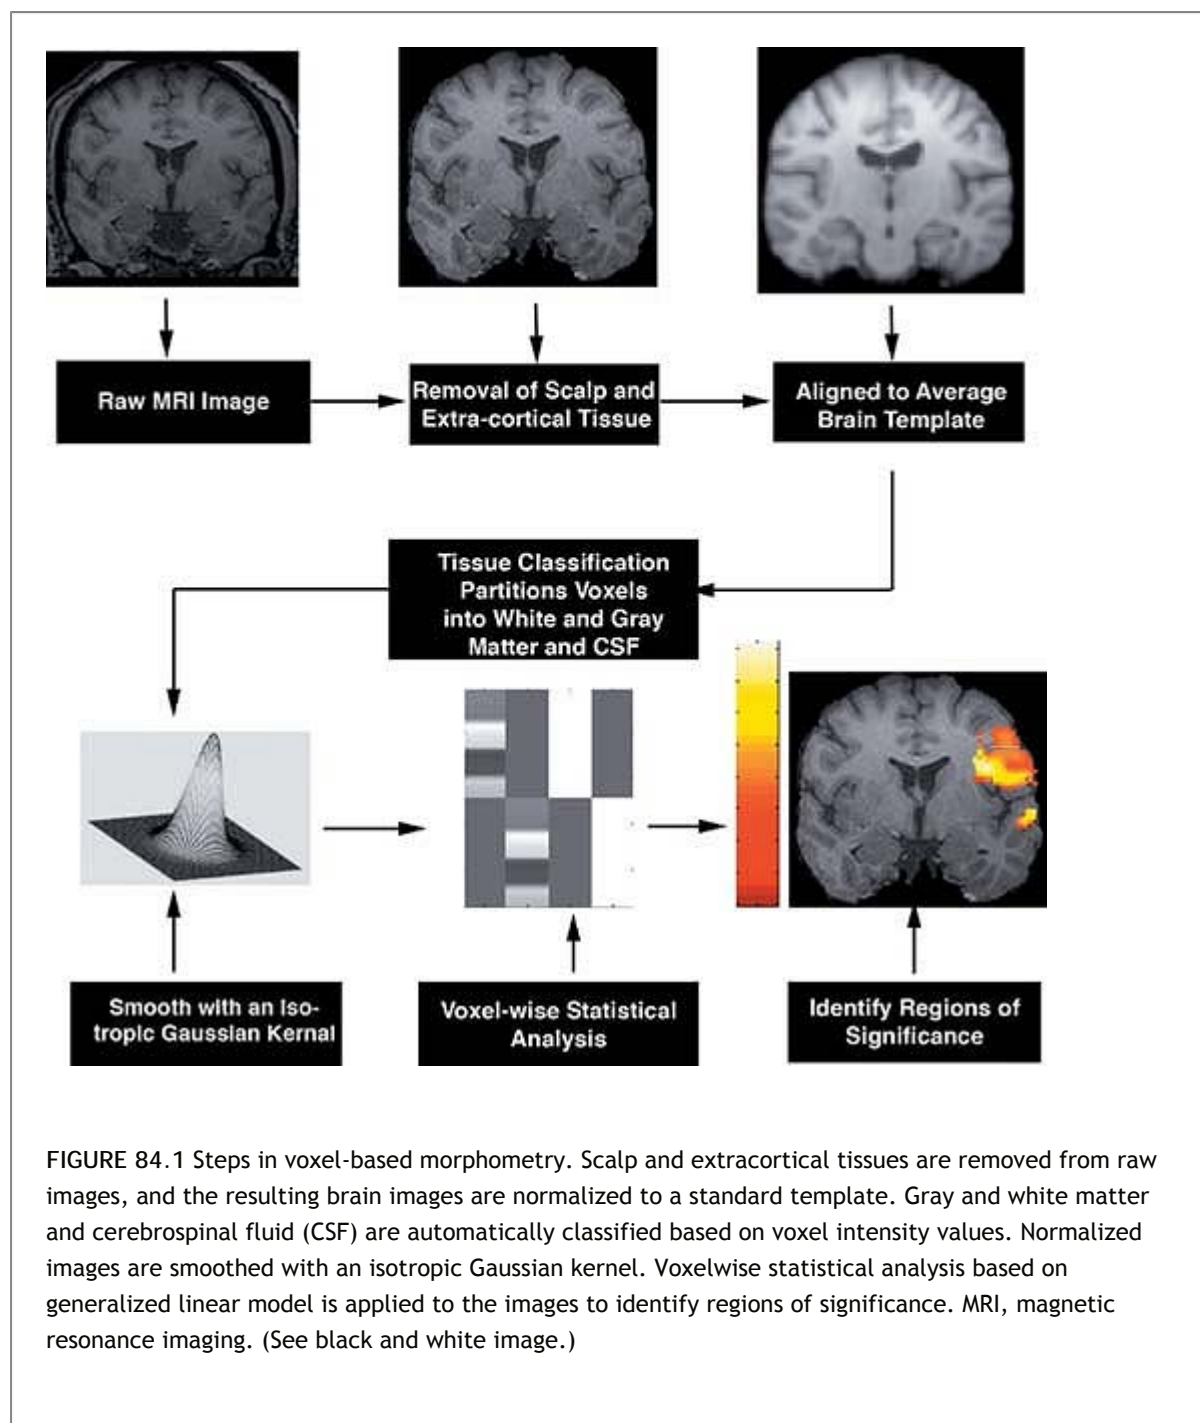 Raw MRI Image
Removal of Scalp and
Extra-cortical Tissue
Aligned to Average
Brain Template
Tissue Classification
Partitions Voxels
into White and Gray
Matter and CSF
Smooth with an Iso-
tropic Gaussian Kernal
Voxel-wise Statistical
Analysis
Identify Regions of
Significance
FIGURE 84.1 Steps in voxel-based morphometry. Scalp and extracortical tissues are removed from raw
images, and the resulting brain images are normalized to a standard template. Gray and white matter
and cerebrospinal fluid (CSF) are automatically classified based on voxel intensity values. Normalized
images are smoothed with an isotropic Gaussian kernel. Voxelwise statistical analysis based on
generalized linear model is applied to the images to identify regions of significance. MRI, magnetic
resonance imaging. (See black and white image.)